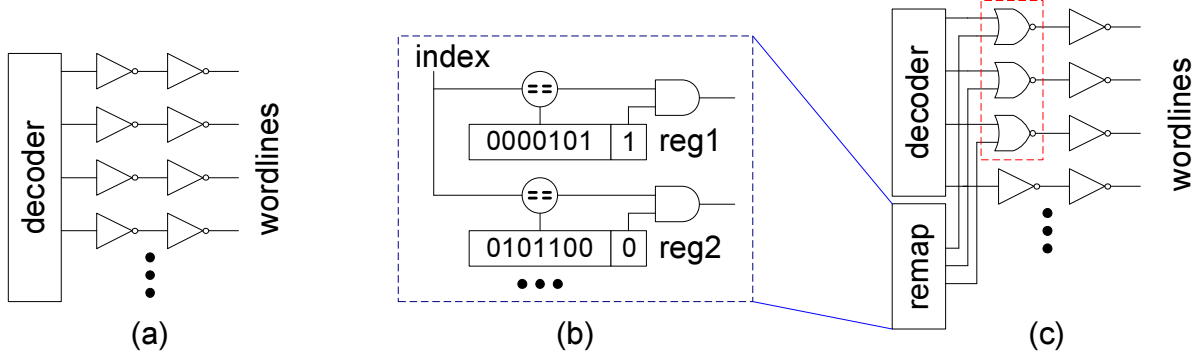 decoder
wordlines
(a)
index
==
0000101 1 reg1
==
0101100 0 reg2
(b)
decoder
remap
wordlines
(c)